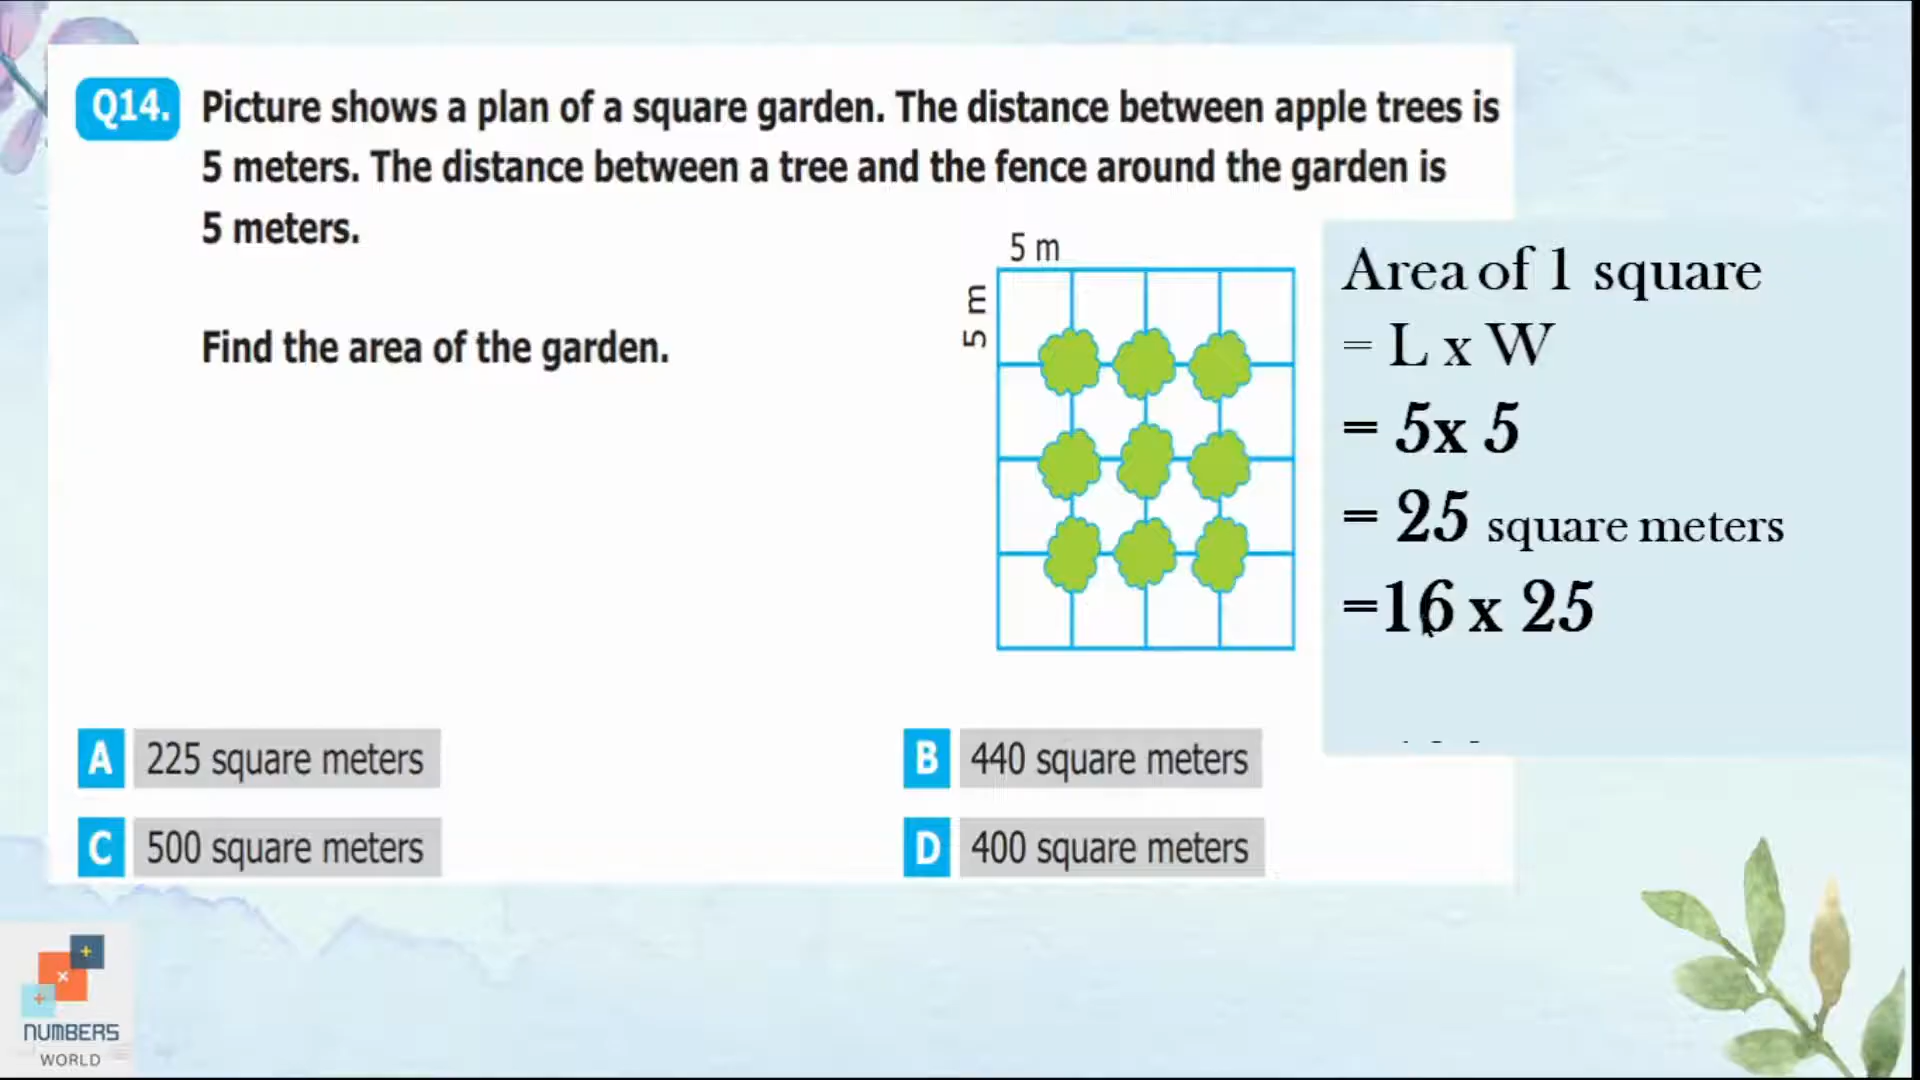 Q14. Picture shows a plan of a square garden. The distance between apple trees is
5 meters. The distance between a tree and the fence around the garden is
5 meters.
Find the area of the garden.
5 m
5 m
Area of 1 square
= L x W
= 5x 5
= 25 square meters
=16 x 25
A 225 square meters
B 440 square meters
C 500 square meters
D 400 square meters
+
×
+
NUMBERS
WORLD